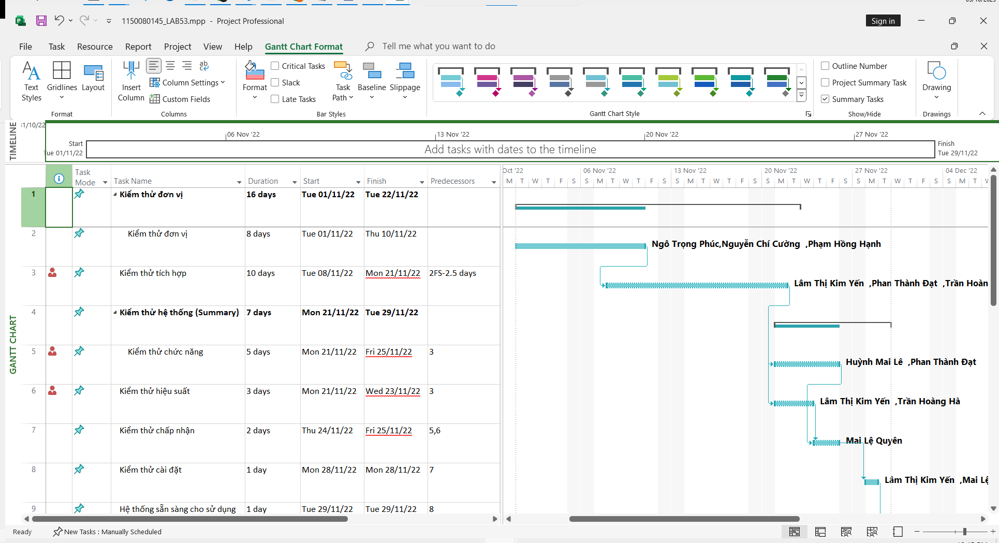 1150080145_LAB53.mpp - Project Professional
Sign in
File Task Resource Report Project View Help Gantt Chart Format Tell me what you want to do
Text Styles
Gridlines
Layout
Format
Insert Column
Column Settings
Custom Fields
Columns
Format
Critical Tasks
Slack
Late Tasks
Task Path
Baseline
Slippage
Bar Styles
Gantt Chart Style
Outline Number
Project Summary Task
Summary Tasks
Show/Hide
Drawing
Drawings
TIMELINE
31/10/22
06 Nov '22 13 Nov '22 20 Nov '22 27 Nov '22
Start
Tue 01/11/22
Add tasks with dates to the timeline
Finish
Tue 29/11/22
GANTT CHART
Task Mode Task Name Duration Start Finish Predecessors
Oct '22 06 Nov '22 13 Nov '22 20 Nov '22 27 Nov '22 04 Dec '22
M T W T F S S M T W T F S S M T W T F S S M T W T F S S M T W T F S S M T W
1 Kiểm thử đơn vị 16 days Tue 01/11/22 Tue 22/11/22
2 Kiểm thử đơn vị 8 days Tue 01/11/22 Thu 10/11/22
Ngô Trọng Phúc,Nguyễn Chí Cường ,Phạm Hồng Hạnh
3 Kiểm thử tích hợp 10 days Tue 08/11/22 Mon 21/11/22 2FS-2.5 days
Lâm Thị Kim Yến ,Phan Thành Đạt ,Trần Hoàn
4 Kiểm thử hệ thống (Summary) 7 days Mon 21/11/22 Tue 29/11/22
5 Kiểm thử chức năng 5 days Mon 21/11/22 Fri 25/11/22 3
Huỳnh Mai Lê ,Phan Thành Đạt
6 Kiểm thử hiệu suất 3 days Mon 21/11/22 Wed 23/11/22 3
Lâm Thị Kim Yến ,Trần Hoàng Hà
7 Kiểm thử chấp nhận 2 days Thu 24/11/22 Fri 25/11/22 5,6
Mai Lệ Quyên
8 Kiểm thử cài đặt 1 day Mon 28/11/22 Mon 28/11/22 7
Lâm Thị Kim Yến ,Mai Lệ
9 Hệ thống sẵn sàng cho sử dụng 1 day Tue 29/11/22 Tue 29/11/22 8
Ready New Tasks : Manually Scheduled